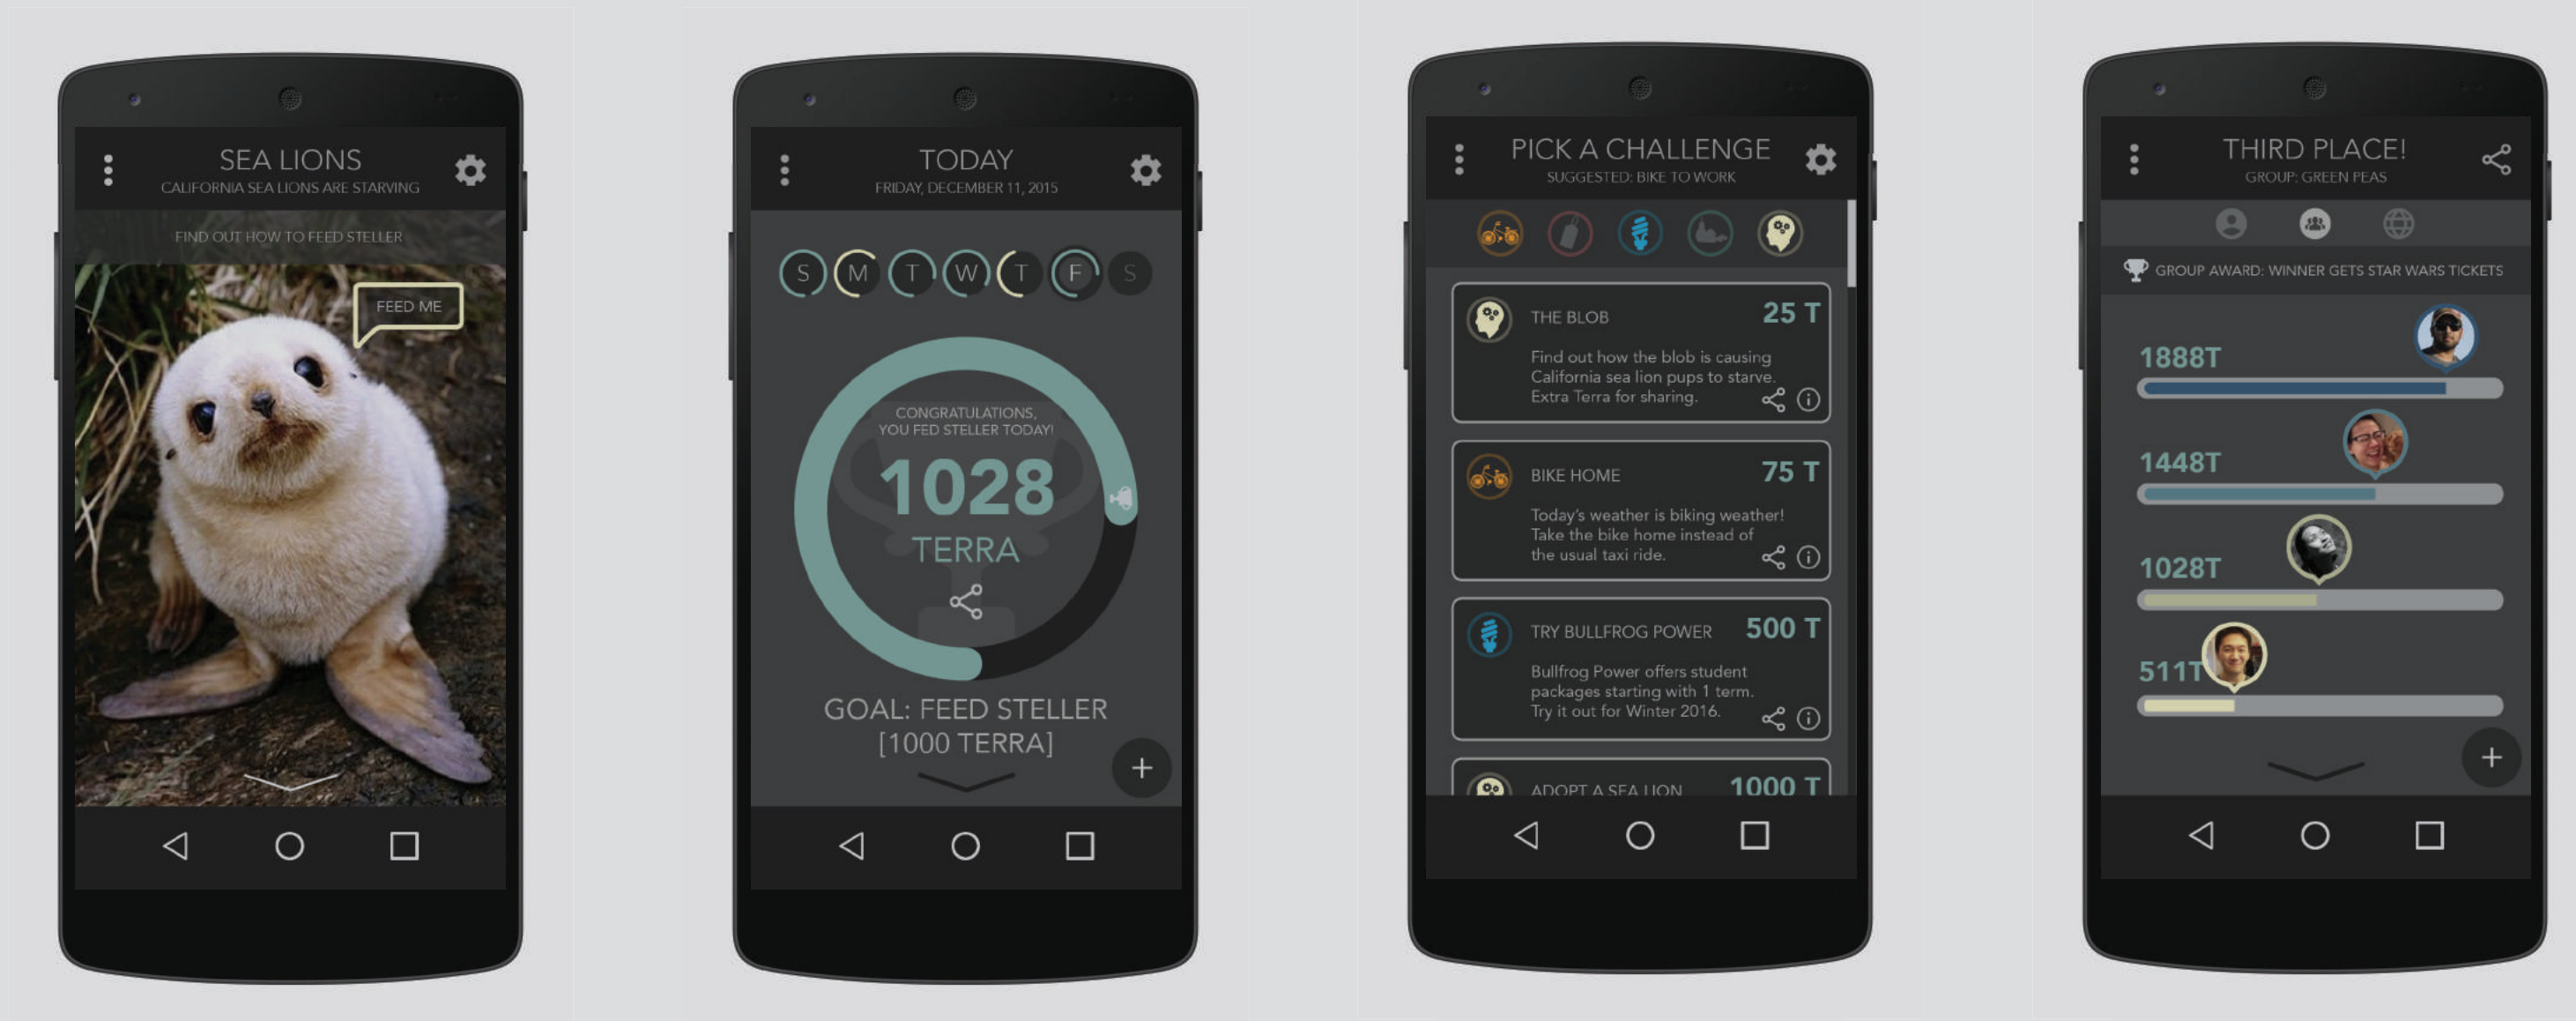 SEA LIONS
CALIFORNIA SEA LIONS ARE STARVING
FIND OUT HOW TO FEED STELLER
FEED ME
TODAY
FRIDAY, DECEMBER 11, 2015
S M T W T F S
CONGRATULATIONS,
YOU FED STELLER TODAY!
1028
TERRA
GOAL: FEED STELLER
[1000 TERRA]
+
PICK A CHALLENGE
SUGGESTED: BIKE TO WORK
THE BLOB 25 T
Find out how the blob is causing
California sea lion pups to starve.
Extra Terra for sharing.
BIKE HOME 75 T
Today's weather is biking weather!
Take the bike home instead of
the usual taxi ride.
TRY BULLFROG POWER 500 T
Bullfrog Power offers student
packages starting with 1 term.
Try it out for Winter 2016.
ADOPT A SEA LION 1000 T
THIRD PLACE!
GROUP: GREEN PEAS
GROUP AWARD: WINNER GETS STAR WARS TICKETS
1888T
1448T
1028T
511T
+